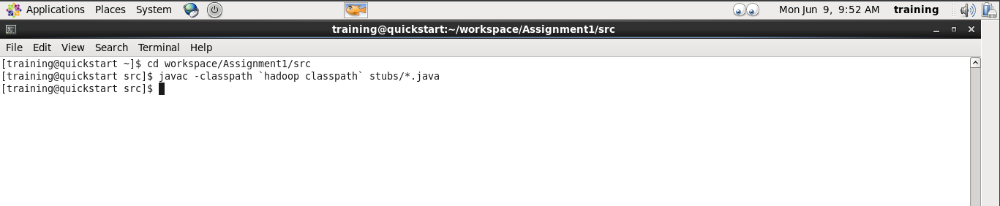 Applications Places System Mon Jun 9, 9:52 AM training
training@quickstart:~/workspace/Assignment1/src
File Edit View Search Terminal Help
[training@quickstart ~]$ cd workspace/Assignment1/src
[training@quickstart src]$ javac -classpath `hadoop classpath` stubs/*.java
[training@quickstart src]$